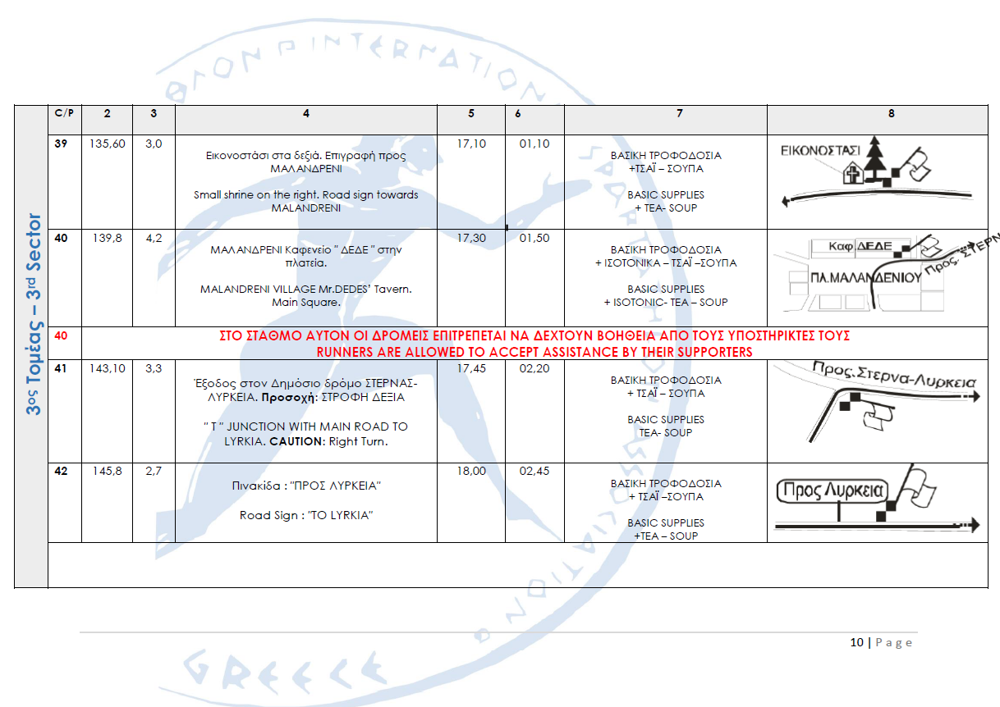 ΘΛΟΝ INTERNATIONAL SPARTATHLON ASSOCIATION
GREECE
3ος Τομέας – 3rd Sector
C/P 2 3 4 5 6 7 8
39 135,60 3,0 17,10 01,10
Εικονοστάσι στα δεξιά. Επιγραφή προς
ΜΑΛΑΝΔΡΕΝΙ
Small shrine on the right. Road sign towards
MALANDRENI
ΒΑΣΙΚΗ ΤΡΟΦΟΔΟΣΙΑ
+ΤΣΑΪ – ΣΟΥΠΑ
BASIC SUPPLIES
+ TEA- SOUP
ΕΙΚΟΝΟΣΤΑΣΙ
40 139,8 4,2 17,30 01,50
ΜΑΛΑΝΔΡΕΝΙ Καφενείο " ΔΕΔΕ " στην
πλατεία.
MALANDRENI VILLAGE Mr.DEDES’ Tavern.
Main Square.
ΒΑΣΙΚΗ ΤΡΟΦΟΔΟΣΙΑ
+ ΙΣΟΤΟΝΙΚΑ – ΤΣΑΪ –ΣΟΥΠΑ
BASIC SUPPLIES
+ ISOTONIC- TEA – SOUP
Καφ ΔΕΔΕ
ΠΛ.ΜΑΛΑΝΔΕΝΙΟΥ
Προς. ΣΤΕΡΝ
40 ΣΤΟ ΣΤΑΘΜΟ ΑΥΤΟΝ ΟΙ ΔΡΟΜΕΙΣ ΕΠΙΤΡΕΠΕΤΑΙ ΝΑ ΔΕΧΤΟΥΝ ΒΟΗΘΕΙΑ ΑΠΟ ΤΟΥΣ ΥΠΟΣΤΗΡΙΚΤΕΣ ΤΟΥΣ
RUNNERS ARE ALLOWED TO ACCEPT ASSISTANCE BY THEIR SUPPORTERS
41 143,10 3,3 17,45 02,20
Έξοδος στον Δημόσιο δρόμο ΣΤΕΡΝΑΣ-
ΛΥΡΚΕΙΑ. Προσοχή: ΣΤΡΟΦΗ ΔΕΞΙΑ
" T " JUNCTION WITH MAIN ROAD TO
LYRKIA. CAUTION: Right Turn.
ΒΑΣΙΚΗ ΤΡΟΦΟΔΟΣΙΑ
+ ΤΣΑΪ – ΣΟΥΠΑ
BASIC SUPPLIES
TEA- SOUP
Προς.Στερνα-Λυρκεια
42 145,8 2,7 18,00 02,45
Πινακίδα : "ΠΡΟΣ ΛΥΡΚΕΙΑ"
Road Sign : "TO LYRKIA"
ΒΑΣΙΚΗ ΤΡΟΦΟΔΟΣΙΑ
+ ΤΣΑΪ –ΣΟΥΠΑ
BASIC SUPPLIES
+TEA – SOUP
Προς Λυρκεια
10 | Page